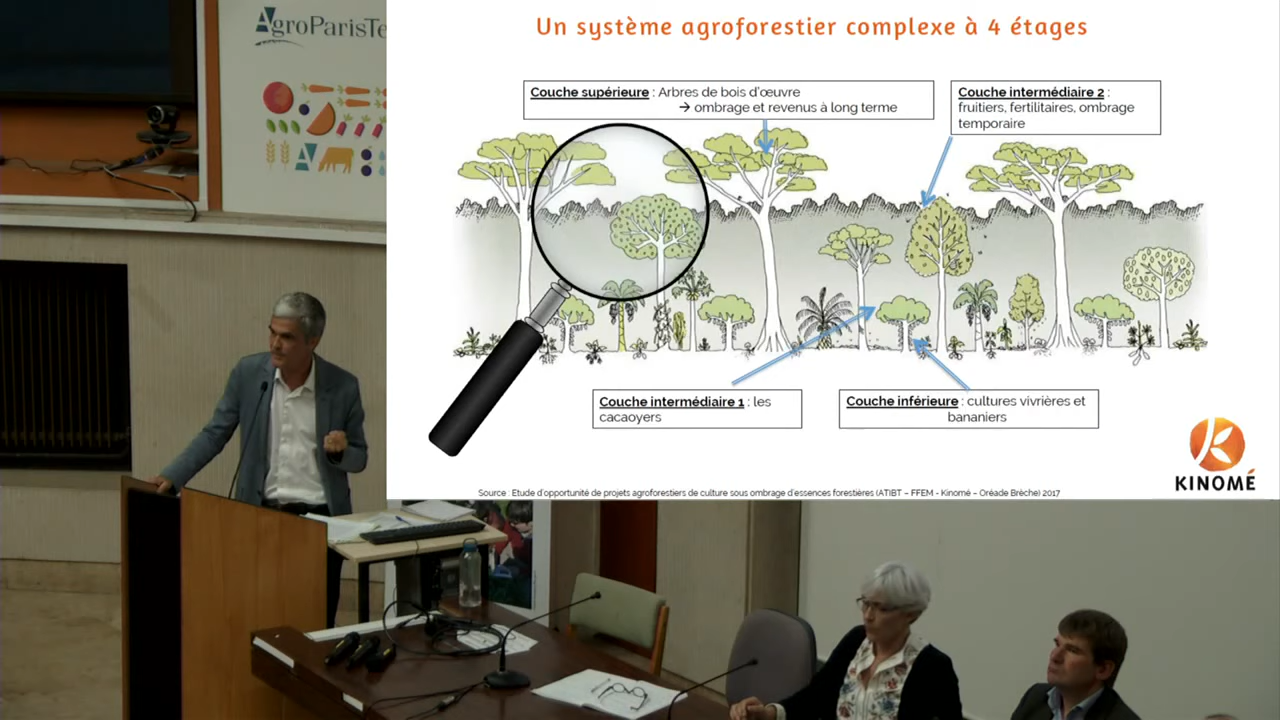 AgroParisTe
Un système agroforestier complexe à 4 étages
Couche supérieure : Arbres de bois d'œuvre
→ ombrage et revenus à long terme
Couche intermédiaire 2 :
fruitiers, fertilitaires, ombrage
temporaire
Couche intermédiaire 1 : les
cacaoyers
Couche inférieure : cultures vivrières et
bananiers
KINOMÉ
Source : Etude d'opportunité de projets agroforestiers de culture sous ombrage d'essences forestières (ATIBT – FFEM - Kinomé – Oréade Brèche) 2017